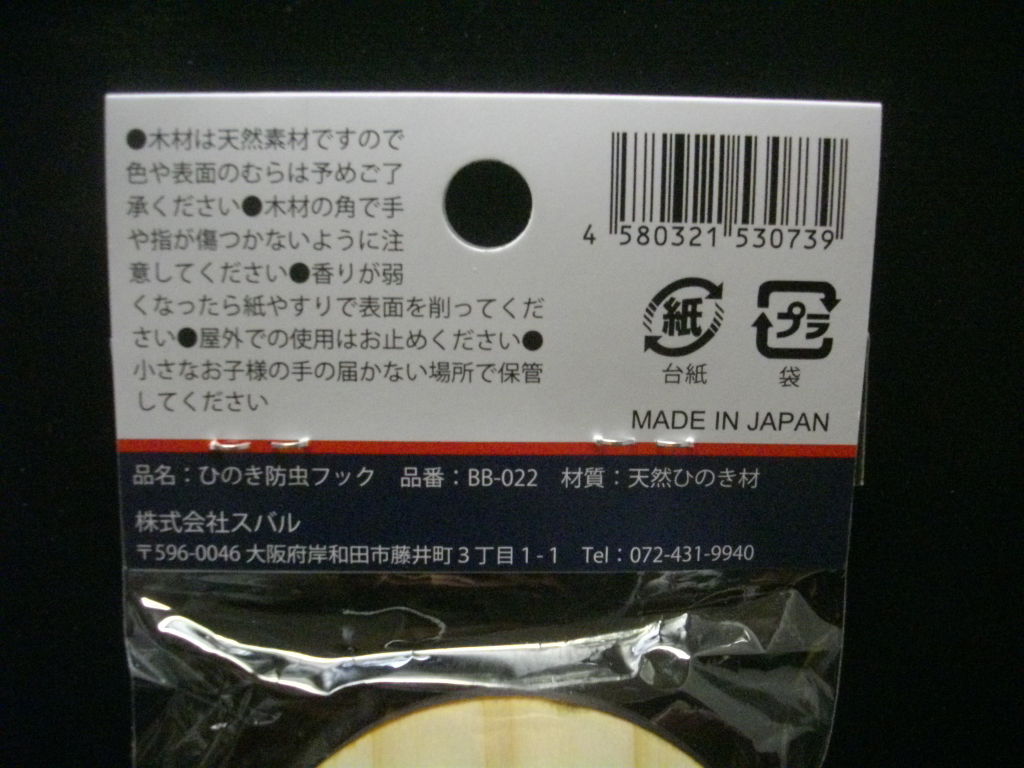 ●木材は天然素材ですので
色や表面のむらは予めご了
承ください●木材の角で手
や指が傷つかないように注
意してください●香りが弱
くなったら紙やすりで表面を削ってくだ
さい●屋外での使用はお止めください●
小さなお子様の手の届かない場所で保管
してください
4 580321 530739
紙 プラ
台紙 袋
MADE IN JAPAN
品名：ひのき防虫フック 品番：BB-022 材質：天然ひのき材
株式会社スバル
〒596-0046 大阪府岸和田市藤井町３丁目１-１ Tel：072-431-9940